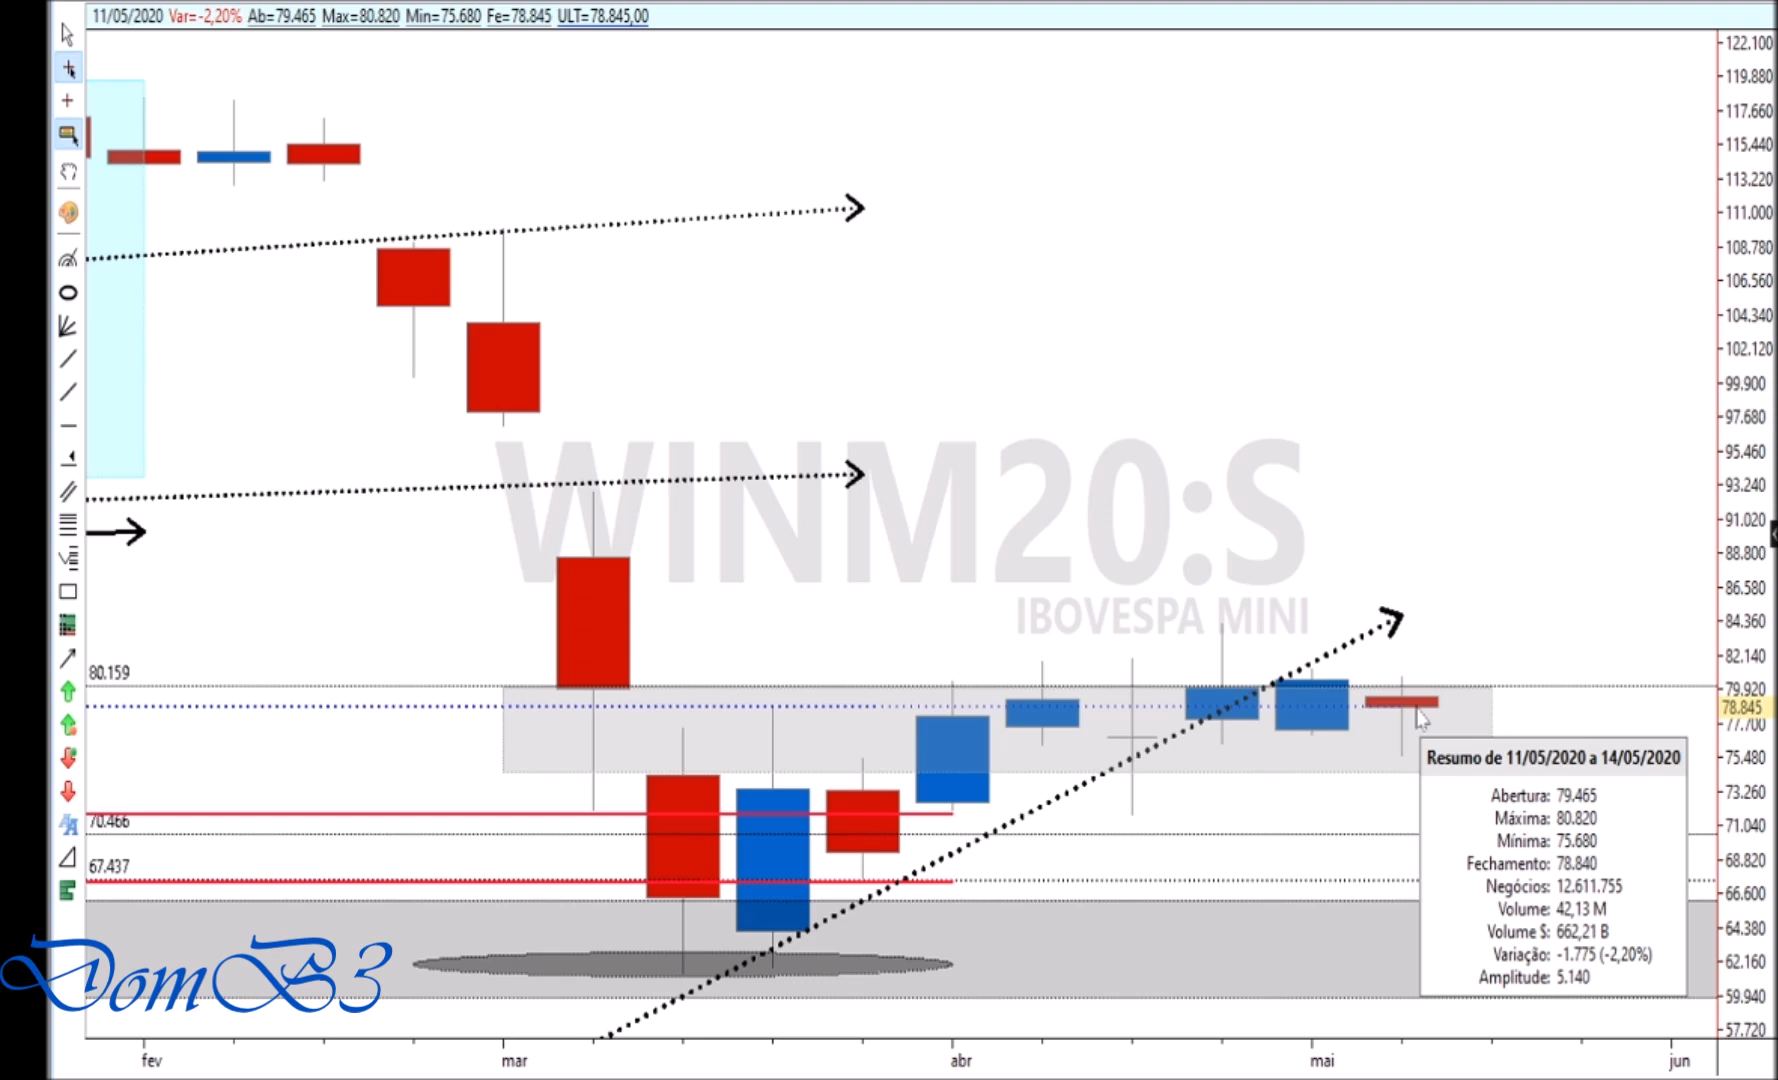 11/05/2020 Var=-2,20% Ab=79.465 Max=80.820 Min=75.680 Fe=78.845 ULT=78.845,00
122.100
119.880
117.660
115.440
113.220
111.000
108.780
106.560
104.340
102.120
99.900
97.680
95.460
93.240
91.020
88.800
86.580
84.360
82.140
79.920
78.845
77.700
75.480
73.260
71.040
68.820
66.600
64.380
62.160
59.940
57.720
WINM20:S
IBOVESPA MINI
80.159
70.466
67.437
Resumo de 11/05/2020 a 14/05/2020
Abertura: 79.465
Máxima: 80.820
Mínima: 75.680
Fechamento: 78.840
Negócios: 12.611.755
Volume: 42,13 M
Volume $: 662,21 B
Variação: -1.775 (-2,20%)
Amplitude: 5.140
DomB3
fev mar abr mai jun